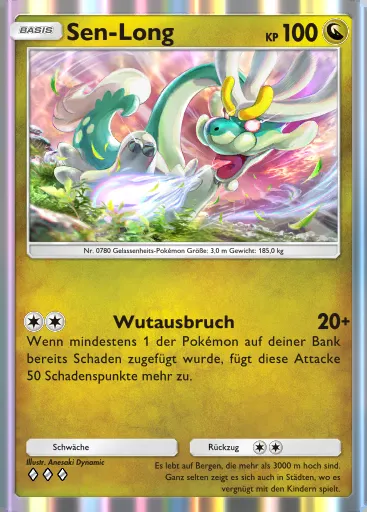 BASIS Sen-Long KP 100
Nr. 0780 Gelassenheits-Pokémon Größe: 3,0 m Gewicht: 185,0 kg
Wutausbruch 20+
Wenn mindestens 1 der Pokémon auf deiner Bank
bereits Schaden zugefügt wurde, fügt diese Attacke
50 Schadenspunkte mehr zu.
Schwäche Rückzug
Illustr. Anesaki Dynamic
Es lebt auf Bergen, die mehr als 3000 m hoch sind.
Ganz selten zeigt es sich auch in Städten, wo es
vergnügt mit den Kindern spielt.